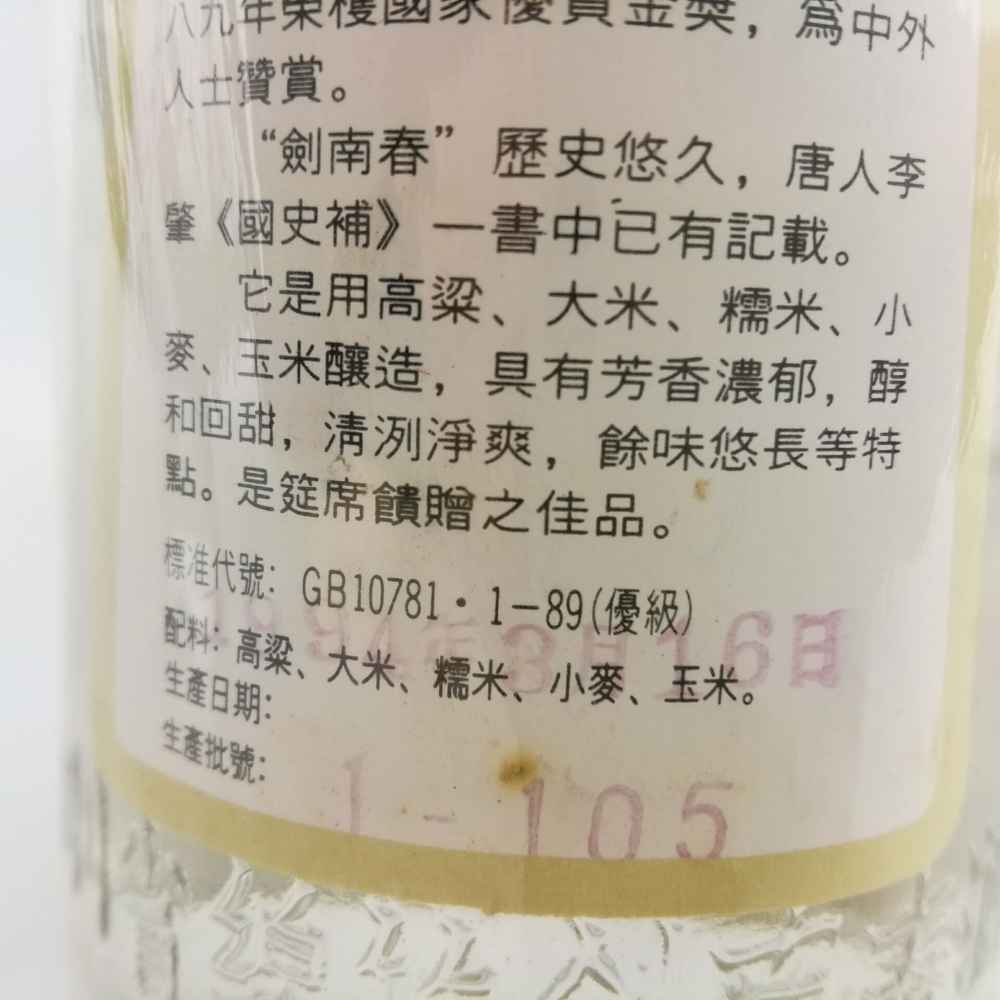 八九年榮獲國家優質金獎，爲中外
人士贊賞。
“劍南春”歷史悠久，唐人李
肇《國史補》一書中已有記載。
它是用高粱、大米、糯米、小
麥、玉米釀造，具有芳香濃郁，醇
和回甜，清洌淨爽，餘味悠長等特
點。是筵席饋贈之佳品。
標准代號：GB10781·1-89(優級)
配料：高粱、大米、糯米、小麥、玉米。
94年3月16日
生產日期：
生產批號：
1-105